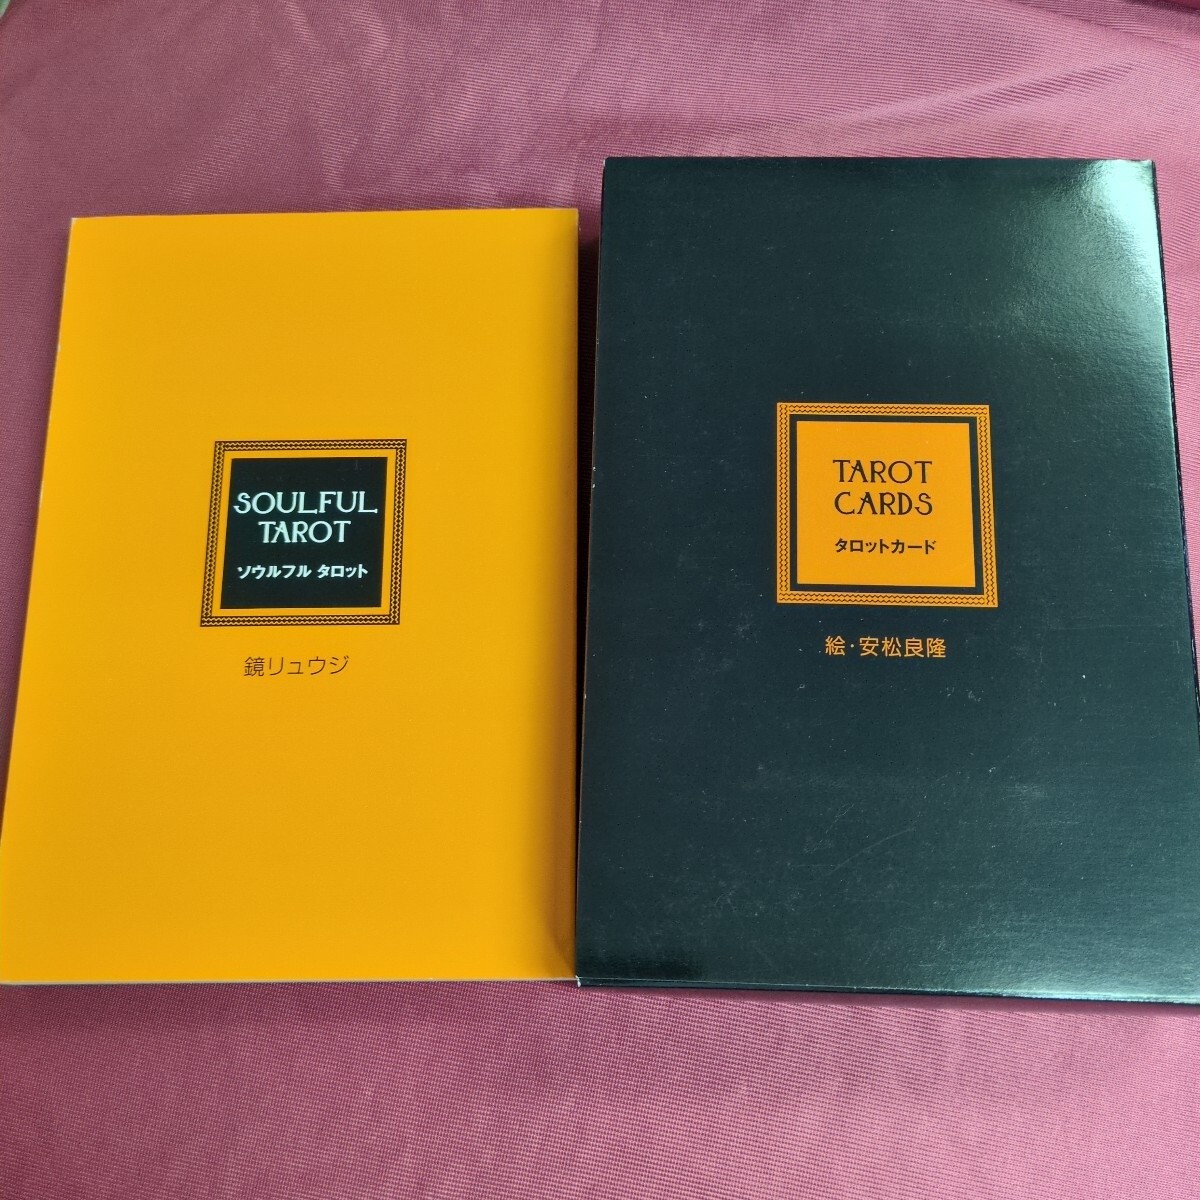 SOULFUL
TAROT
ソウルフル タロット
鏡リュウジ
TAROT
CARDS
タロットカード
絵・安松良隆